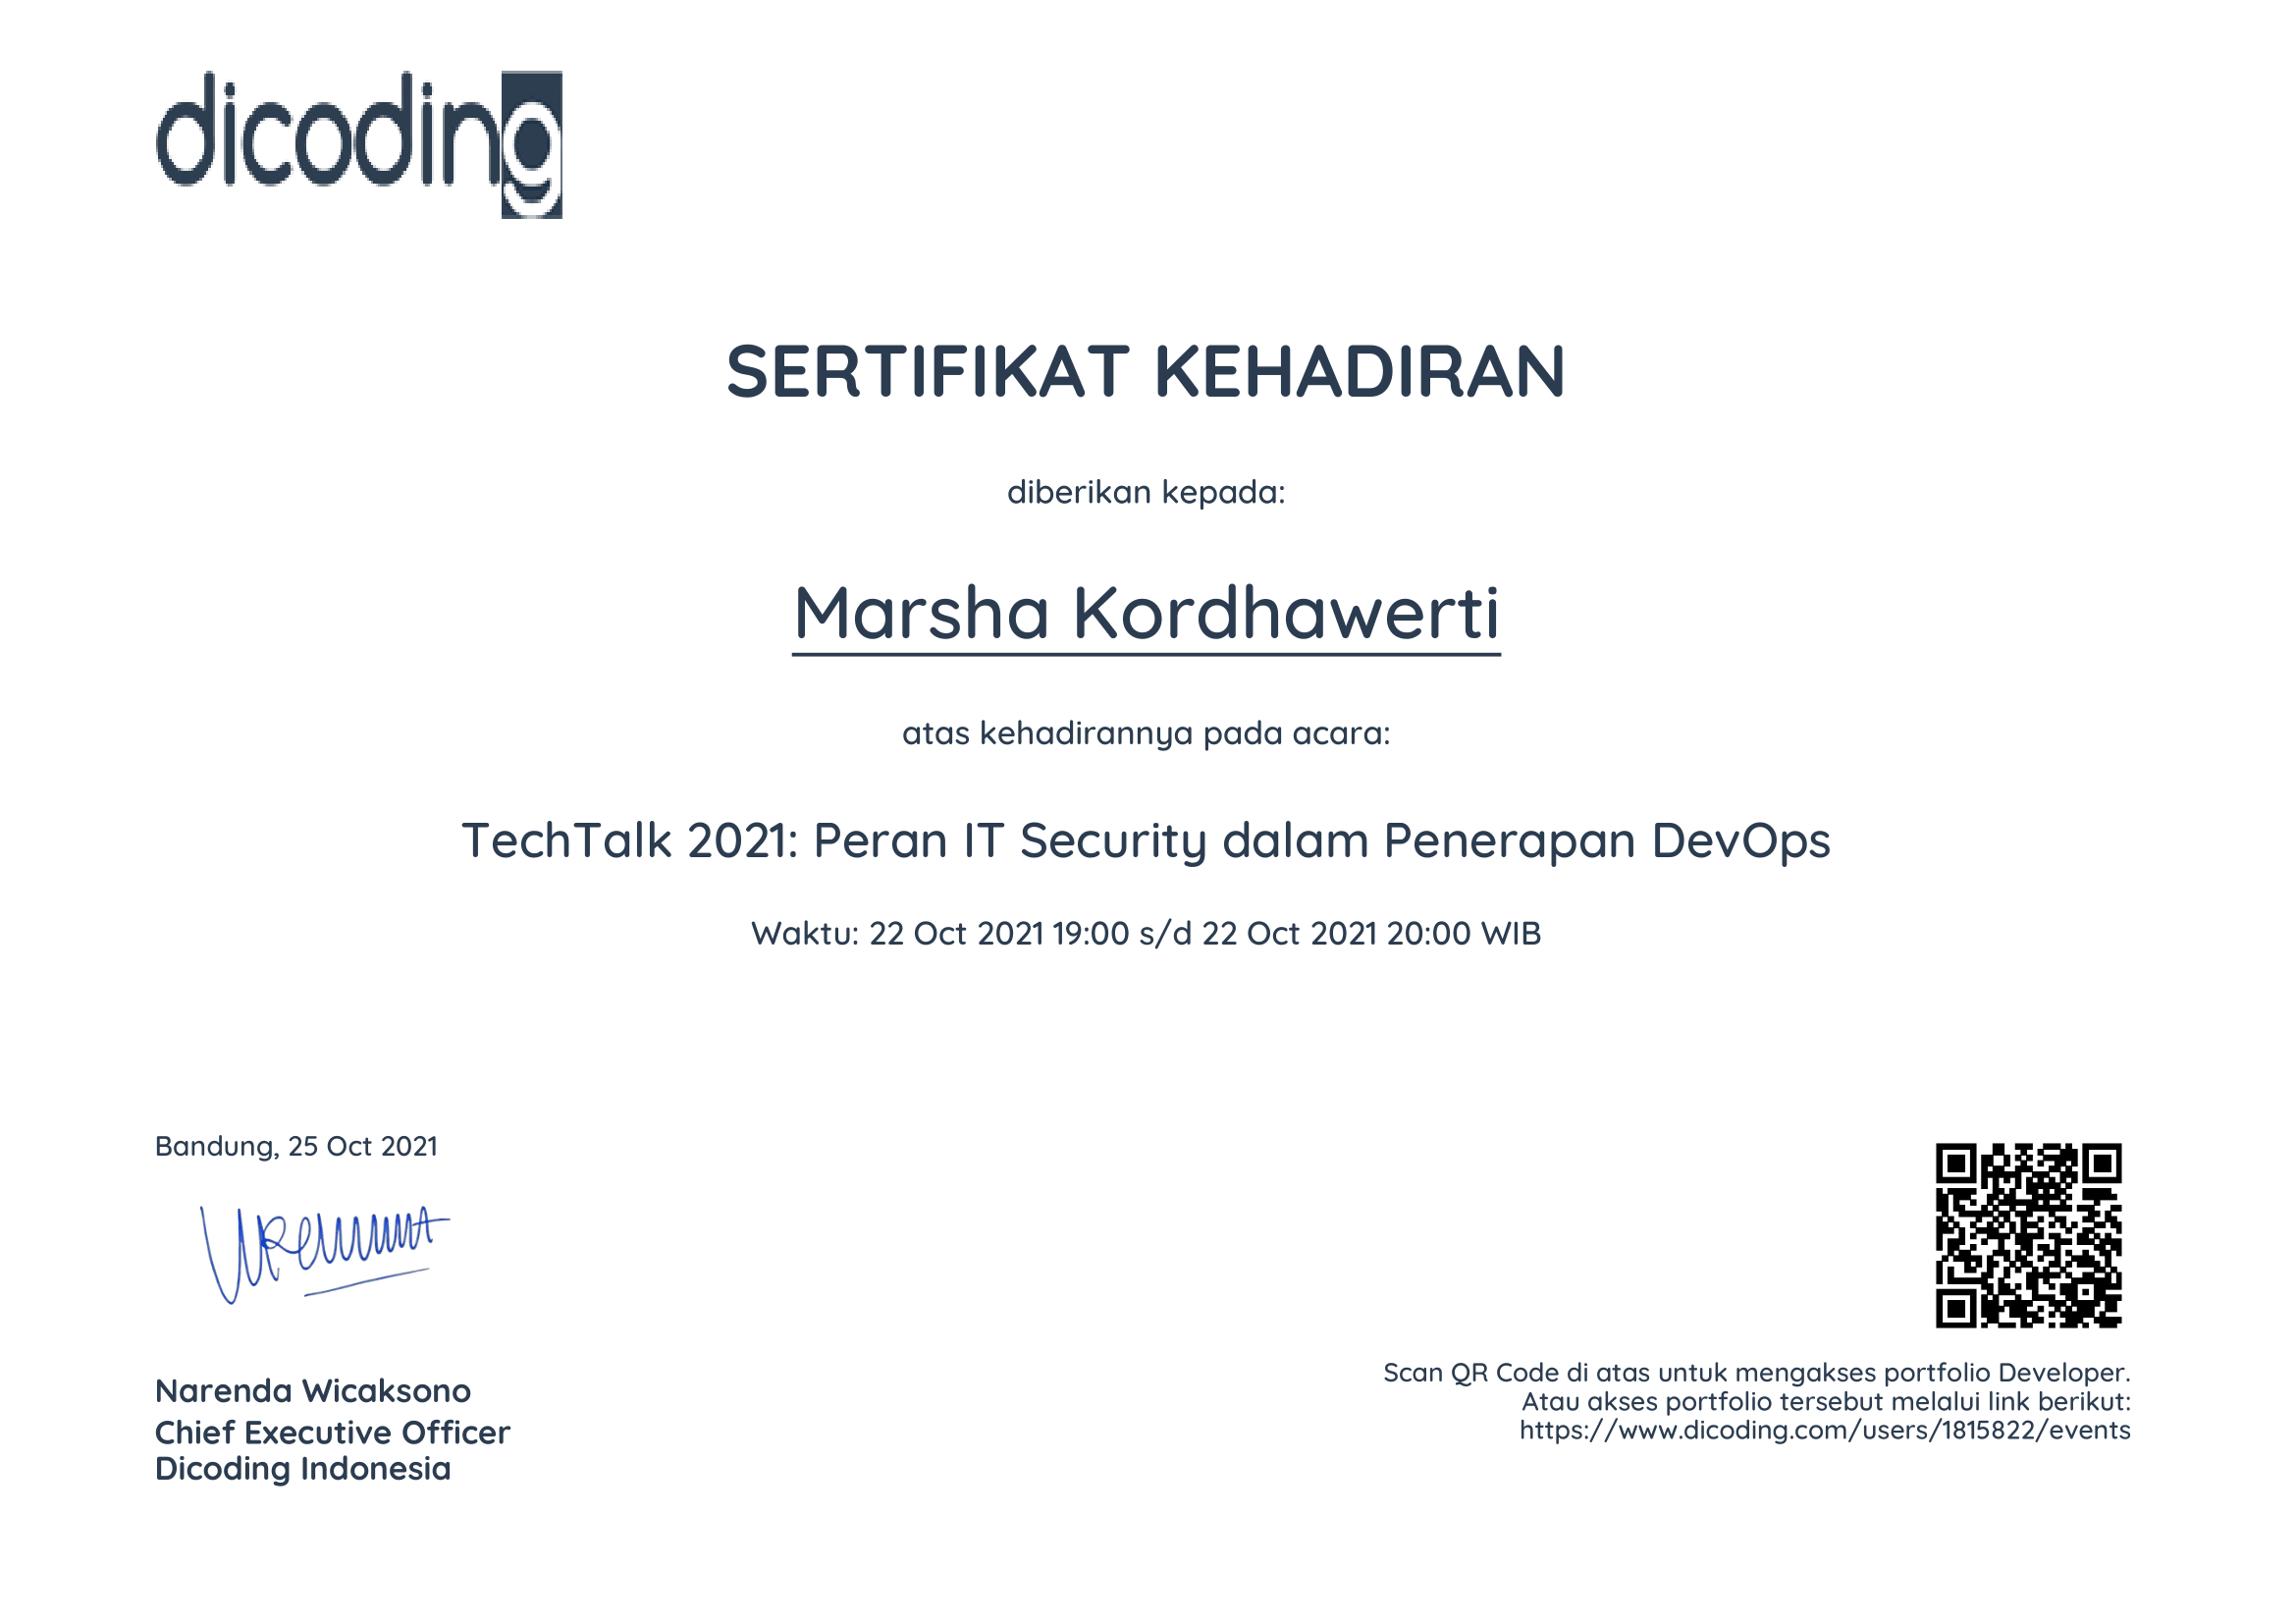 dicoding
SERTIFIKAT KEHADIRAN
diberikan kepada:
Marsha Kordhawerti
atas kehadirannya pada acara:
TechTalk 2021: Peran IT Security dalam Penerapan DevOps
Waktu: 22 Oct 2021 19:00 s/d 22 Oct 2021 20:00 WIB
Bandung, 25 Oct 2021
Narenda Wicaksono
Chief Executive Officer
Dicoding Indonesia
Scan QR Code di atas untuk mengakses portfolio Developer.
Atau akses portfolio tersebut melalui link berikut:
https://www.dicoding.com/users/1815822/events